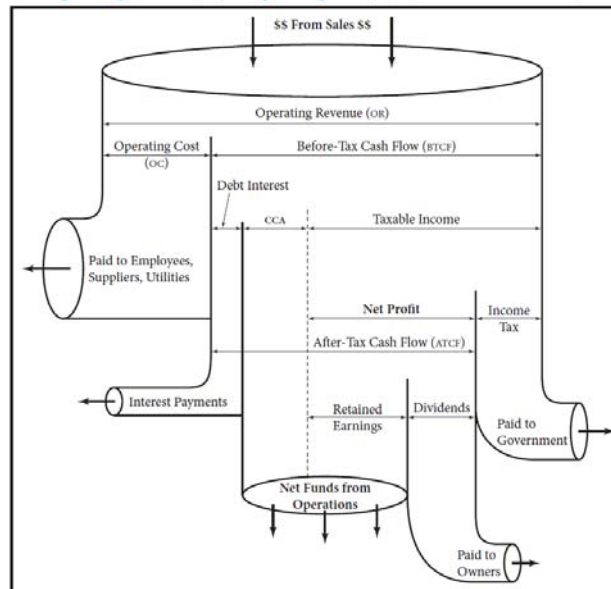 $$ From Sales $$
Operating Revenue (OR)
Operating Cost
(OC)
Before-Tax Cash Flow (BTCF)
Debt Interest
CCA
Taxable Income
Paid to Employees,
Suppliers, Utilities
Net Profit
Income
Tax
After-Tax Cash Flow (ATCF)
Interest Payments
Retained
Earnings
Dividends
Paid to
Government
Net Funds from
Operations
Paid to
Owners